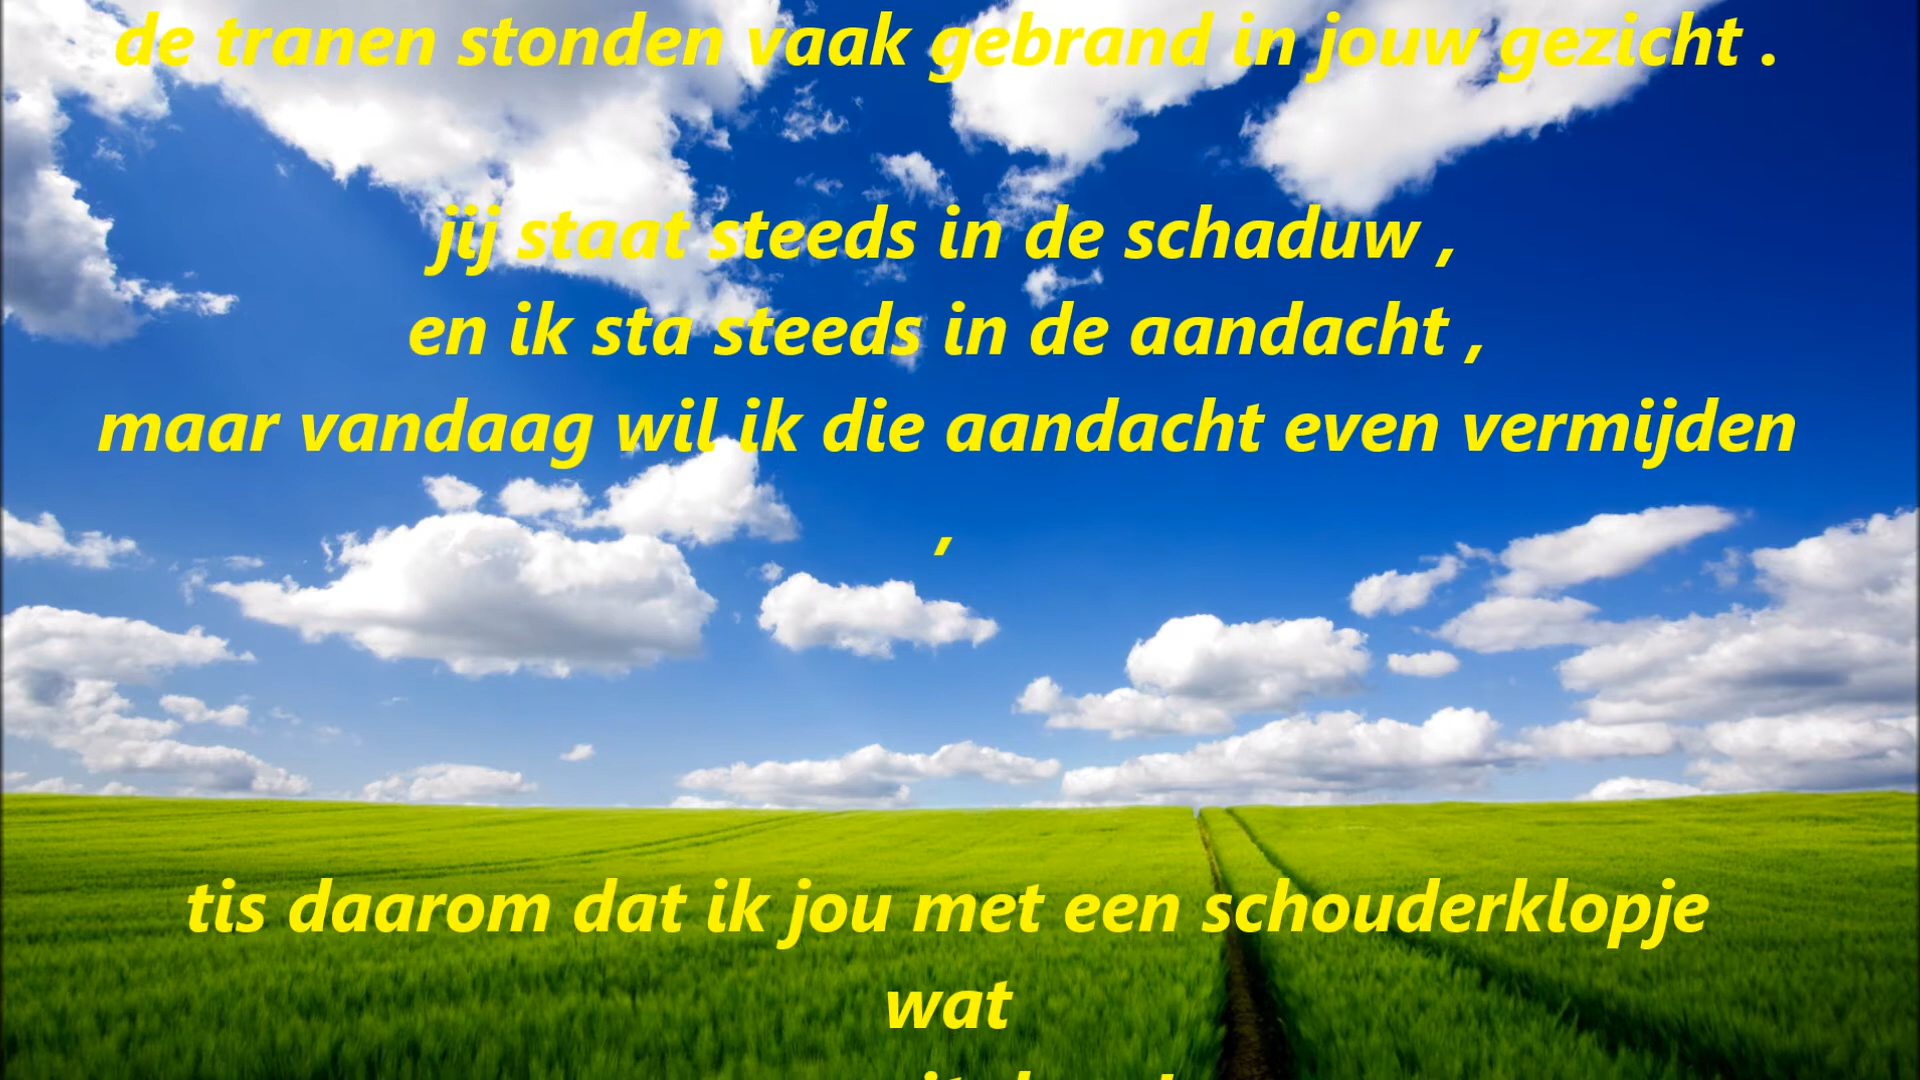 de tranen stonden vaak gebrand in jouw gezicht .
jij staat steeds in de schaduw ,
en ik sta steeds in de aandacht ,
maar vandaag wil ik die aandacht even vermijden
,
tis daarom dat ik jou met een schouderklopje
wat